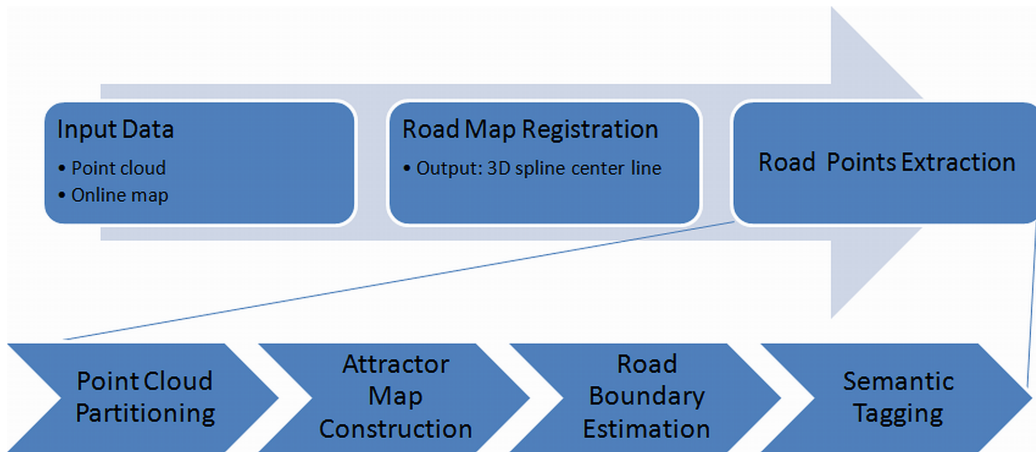 Input Data
• Point cloud
• Online map
Road Map Registration
• Output: 3D spline center line
Road Points Extraction
Point Cloud
Partitioning
Attractor
Map
Construction
Road
Boundary
Estimation
Semantic
Tagging